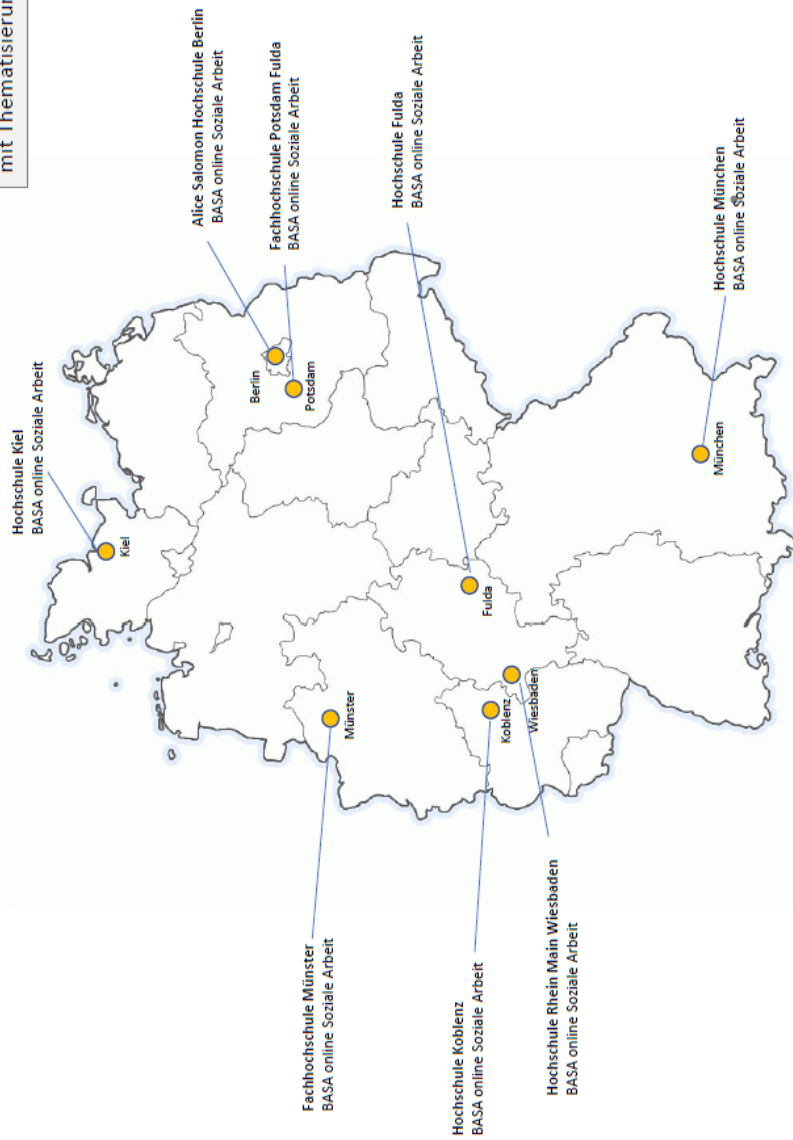 mit Thematisierun
Hochschule Kiel
BASA online Soziale Arbeit
Kiel
Alice Salomon Hochschule Berlin
BASA online Soziale Arbeit
Berlin
Fachhochschule Potsdam Fulda
BASA online Soziale Arbeit
Potsdam
Hochschule Fulda
BASA online Soziale Arbeit
Fulda
Fachhochschule Münster
BASA online Soziale Arbeit
Münster
Hochschule Koblenz
BASA online Soziale Arbeit
Koblenz
Hochschule Rhein Main Wiesbaden
BASA online Soziale Arbeit
Wiesbaden
Hochschule München
BASA online Soziale Arbeit
München